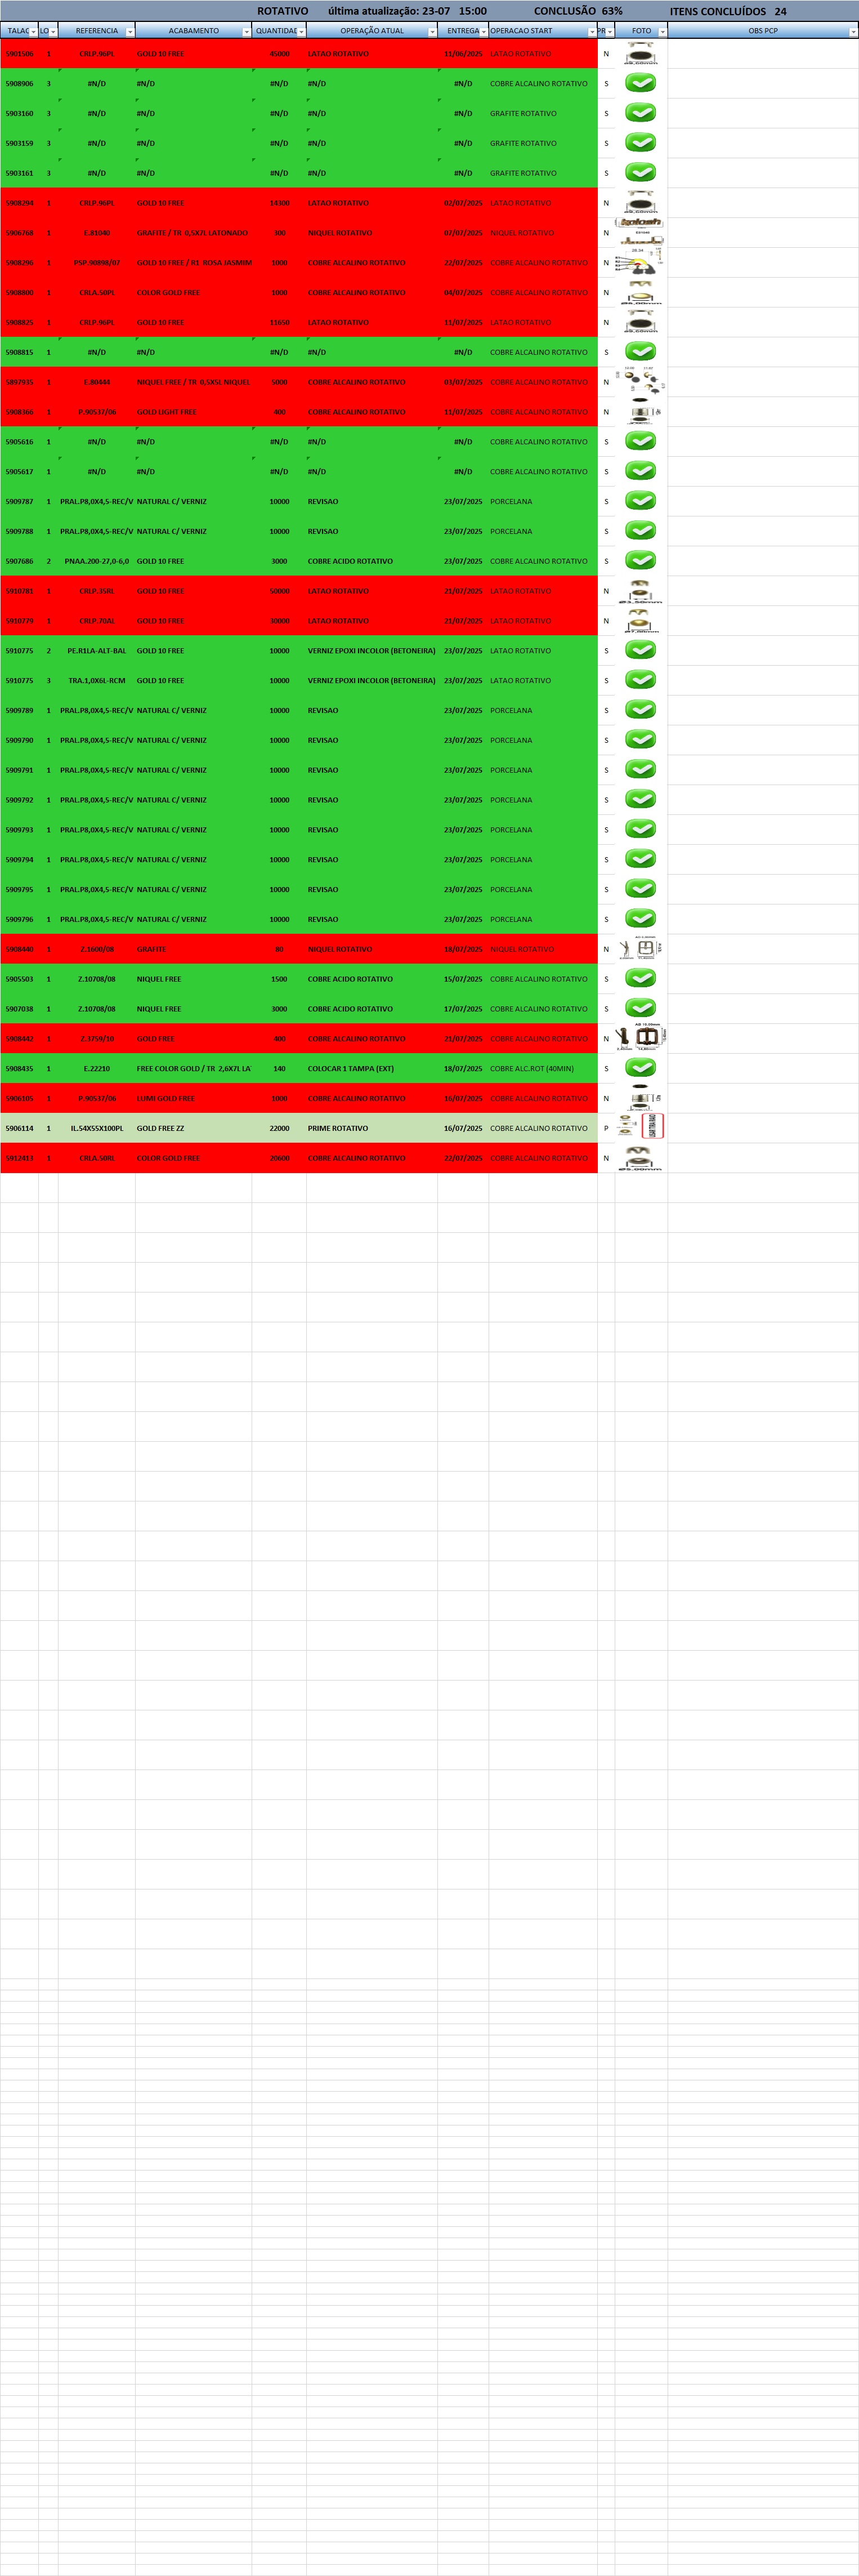 ROTATIVO última atualização: 23-07 15:00 CONCLUSÃO 63% ITENS CONCLUÍDOS 24
TALAC LO REFERENCIA ACABAMENTO QUANTIDAD OPERAÇÃO ATUAL ENTREGA OPERACAO START PR FOTO OBS PCP
5901506 1 CRLP.96PL GOLD 10 FREE 45000 LATAO ROTATIVO 11/06/2025 LATAO ROTATIVO N
5908906 3 #N/D #N/D #N/D #N/D #N/D COBRE ALCALINO ROTATIVO S
5903160 3 #N/D #N/D #N/D #N/D #N/D GRAFITE ROTATIVO S
5903159 3 #N/D #N/D #N/D #N/D #N/D GRAFITE ROTATIVO S
5903161 3 #N/D #N/D #N/D #N/D #N/D GRAFITE ROTATIVO S
5908294 1 CRLP.96PL GOLD 10 FREE 14300 LATAO ROTATIVO 02/07/2025 LATAO ROTATIVO N
5906768 1 E.81040 GRAFITE / TR 0,5X7L LATONADO 300 NIQUEL ROTATIVO 07/07/2025 NIQUEL ROTATIVO N
5908296 1 PSP.90898/07 GOLD 10 FREE / R1 ROSA JASMIM 1000 COBRE ALCALINO ROTATIVO 22/07/2025 COBRE ALCALINO ROTATIVO N
5908800 1 CRLA.50PL COLOR GOLD FREE 1900 COBRE ALCALINO ROTATIVO 04/07/2025 COBRE ALCALINO ROTATIVO N
5908825 1 CRLP.96PL GOLD 10 FREE 11650 LATAO ROTATIVO 11/07/2025 LATAO ROTATIVO N
5908815 1 #N/D #N/D #N/D #N/D #N/D COBRE ALCALINO ROTATIVO S
5897935 1 E.80444 NIQUEL FREE / TR 0,5X5L NIQUEL 5000 COBRE ALCALINO ROTATIVO 03/07/2025 COBRE ALCALINO ROTATIVO N
5908366 1 P.90537/06 GOLD LIGHT FREE 400 COBRE ALCALINO ROTATIVO 11/07/2025 COBRE ALCALINO ROTATIVO N
5905616 1 #N/D #N/D #N/D #N/D #N/D COBRE ALCALINO ROTATIVO S
5905617 1 #N/D #N/D #N/D #N/D #N/D COBRE ALCALINO ROTATIVO S
5909787 1 PRAL.P8,0X4,5-REC/V NATURAL C/ VERNIZ 10000 REVISAO 23/07/2025 PORCELANA S
5909788 1 PRAL.P8,0X4,5-REC/V NATURAL C/ VERNIZ 10000 REVISAO 23/07/2025 PORCELANA S
5907686 2 PNAA.200-27,0-6,0 GOLD 10 FREE 3000 COBRE ACIDO ROTATIVO 23/07/2025 COBRE ALCALINO ROTATIVO S
5910781 1 CRLP.35RL GOLD 10 FREE 50000 LATAO ROTATIVO 21/07/2025 LATAO ROTATIVO N
5910779 1 CRLP.70AL GOLD 10 FREE 30000 LATAO ROTATIVO 21/07/2025 LATAO ROTATIVO N
5910775 2 PE.R1LA-ALT-BAL GOLD 10 FREE 10000 VERNIZ EPOXI INCOLOR (BETONEIRA) 23/07/2025 LATAO ROTATIVO S
5910775 3 TRA.1,0X6L-RCM GOLD 10 FREE 10000 VERNIZ EPOXI INCOLOR (BETONEIRA) 23/07/2025 LATAO ROTATIVO S
5909789 1 PRAL.P8,0X4,5-REC/V NATURAL C/ VERNIZ 10000 REVISAO 23/07/2025 PORCELANA S
5909790 1 PRAL.P8,0X4,5-REC/V NATURAL C/ VERNIZ 10000 REVISAO 23/07/2025 PORCELANA S
5909791 1 PRAL.P8,0X4,5-REC/V NATURAL C/ VERNIZ 10000 REVISAO 23/07/2025 PORCELANA S
5909792 1 PRAL.P8,0X4,5-REC/V NATURAL C/ VERNIZ 10000 REVISAO 23/07/2025 PORCELANA S
5909793 1 PRAL.P8,0X4,5-REC/V NATURAL C/ VERNIZ 10000 REVISAO 23/07/2025 PORCELANA S
5909794 1 PRAL.P8,0X4,5-REC/V NATURAL C/ VERNIZ 10000 REVISAO 23/07/2025 PORCELANA S
5909795 1 PRAL.P8,0X4,5-REC/V NATURAL C/ VERNIZ 10000 REVISAO 23/07/2025 PORCELANA S
5909796 1 PRAL.P8,0X4,5-REC/V NATURAL C/ VERNIZ 10000 REVISAO 23/07/2025 PORCELANA S
5908440 1 Z.1600/08 GRAFITE 80 NIQUEL ROTATIVO 18/07/2025 NIQUEL ROTATIVO N
5905503 1 Z.10708/08 NIQUEL FREE 1500 COBRE ACIDO ROTATIVO 15/07/2025 COBRE ALCALINO ROTATIVO S
5907038 1 Z.10708/08 NIQUEL FREE 3000 COBRE ACIDO ROTATIVO 17/07/2025 COBRE ALCALINO ROTATIVO S
5908442 1 Z.3759/10 GOLD FREE 400 COBRE ALCALINO ROTATIVO 21/07/2025 COBRE ALCALINO ROTATIVO N
5908435 1 E.22210 FREE COLOR GOLD / TR 2,6X7L LA 140 COLOCAR 1 TAMPA (EXT) 18/07/2025 COBRE ALC.ROT (40MIN) S
5906105 1 P.90537/06 LUMI GOLD FREE 1000 COBRE ALCALINO ROTATIVO 16/07/2025 COBRE ALCALINO ROTATIVO N
5906114 1 IL.54X55X100PL GOLD FREE ZZ 22000 PRIME ROTATIVO 16/07/2025 COBRE ALCALINO ROTATIVO P
5912413 1 CRLA.50RL COLOR GOLD FREE 20600 COBRE ALCALINO ROTATIVO 22/07/2025 COBRE ALCALINO ROTATIVO N